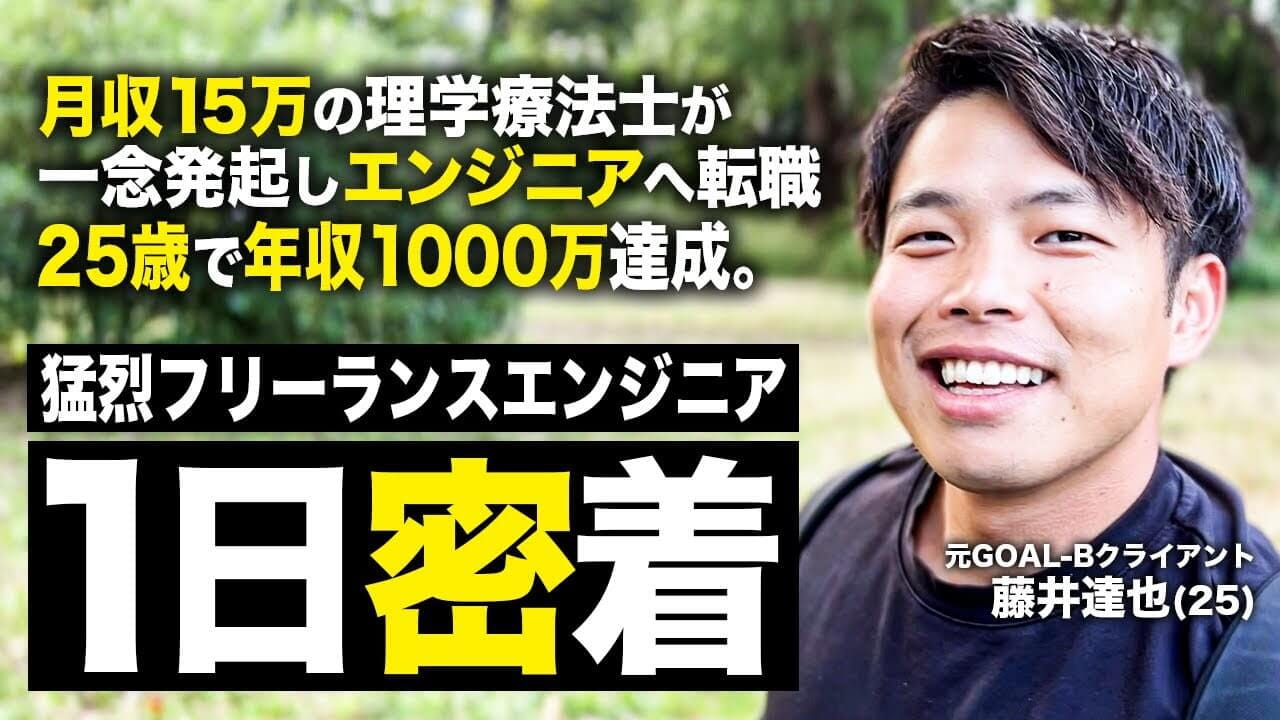 月収15万の理学療法士が
一念発起しエンジニアへ転職
25歳で年収1000万達成。
猛烈フリーランスエンジニア
1日密着
元GOAL-Bクライアント
藤井達也(25)